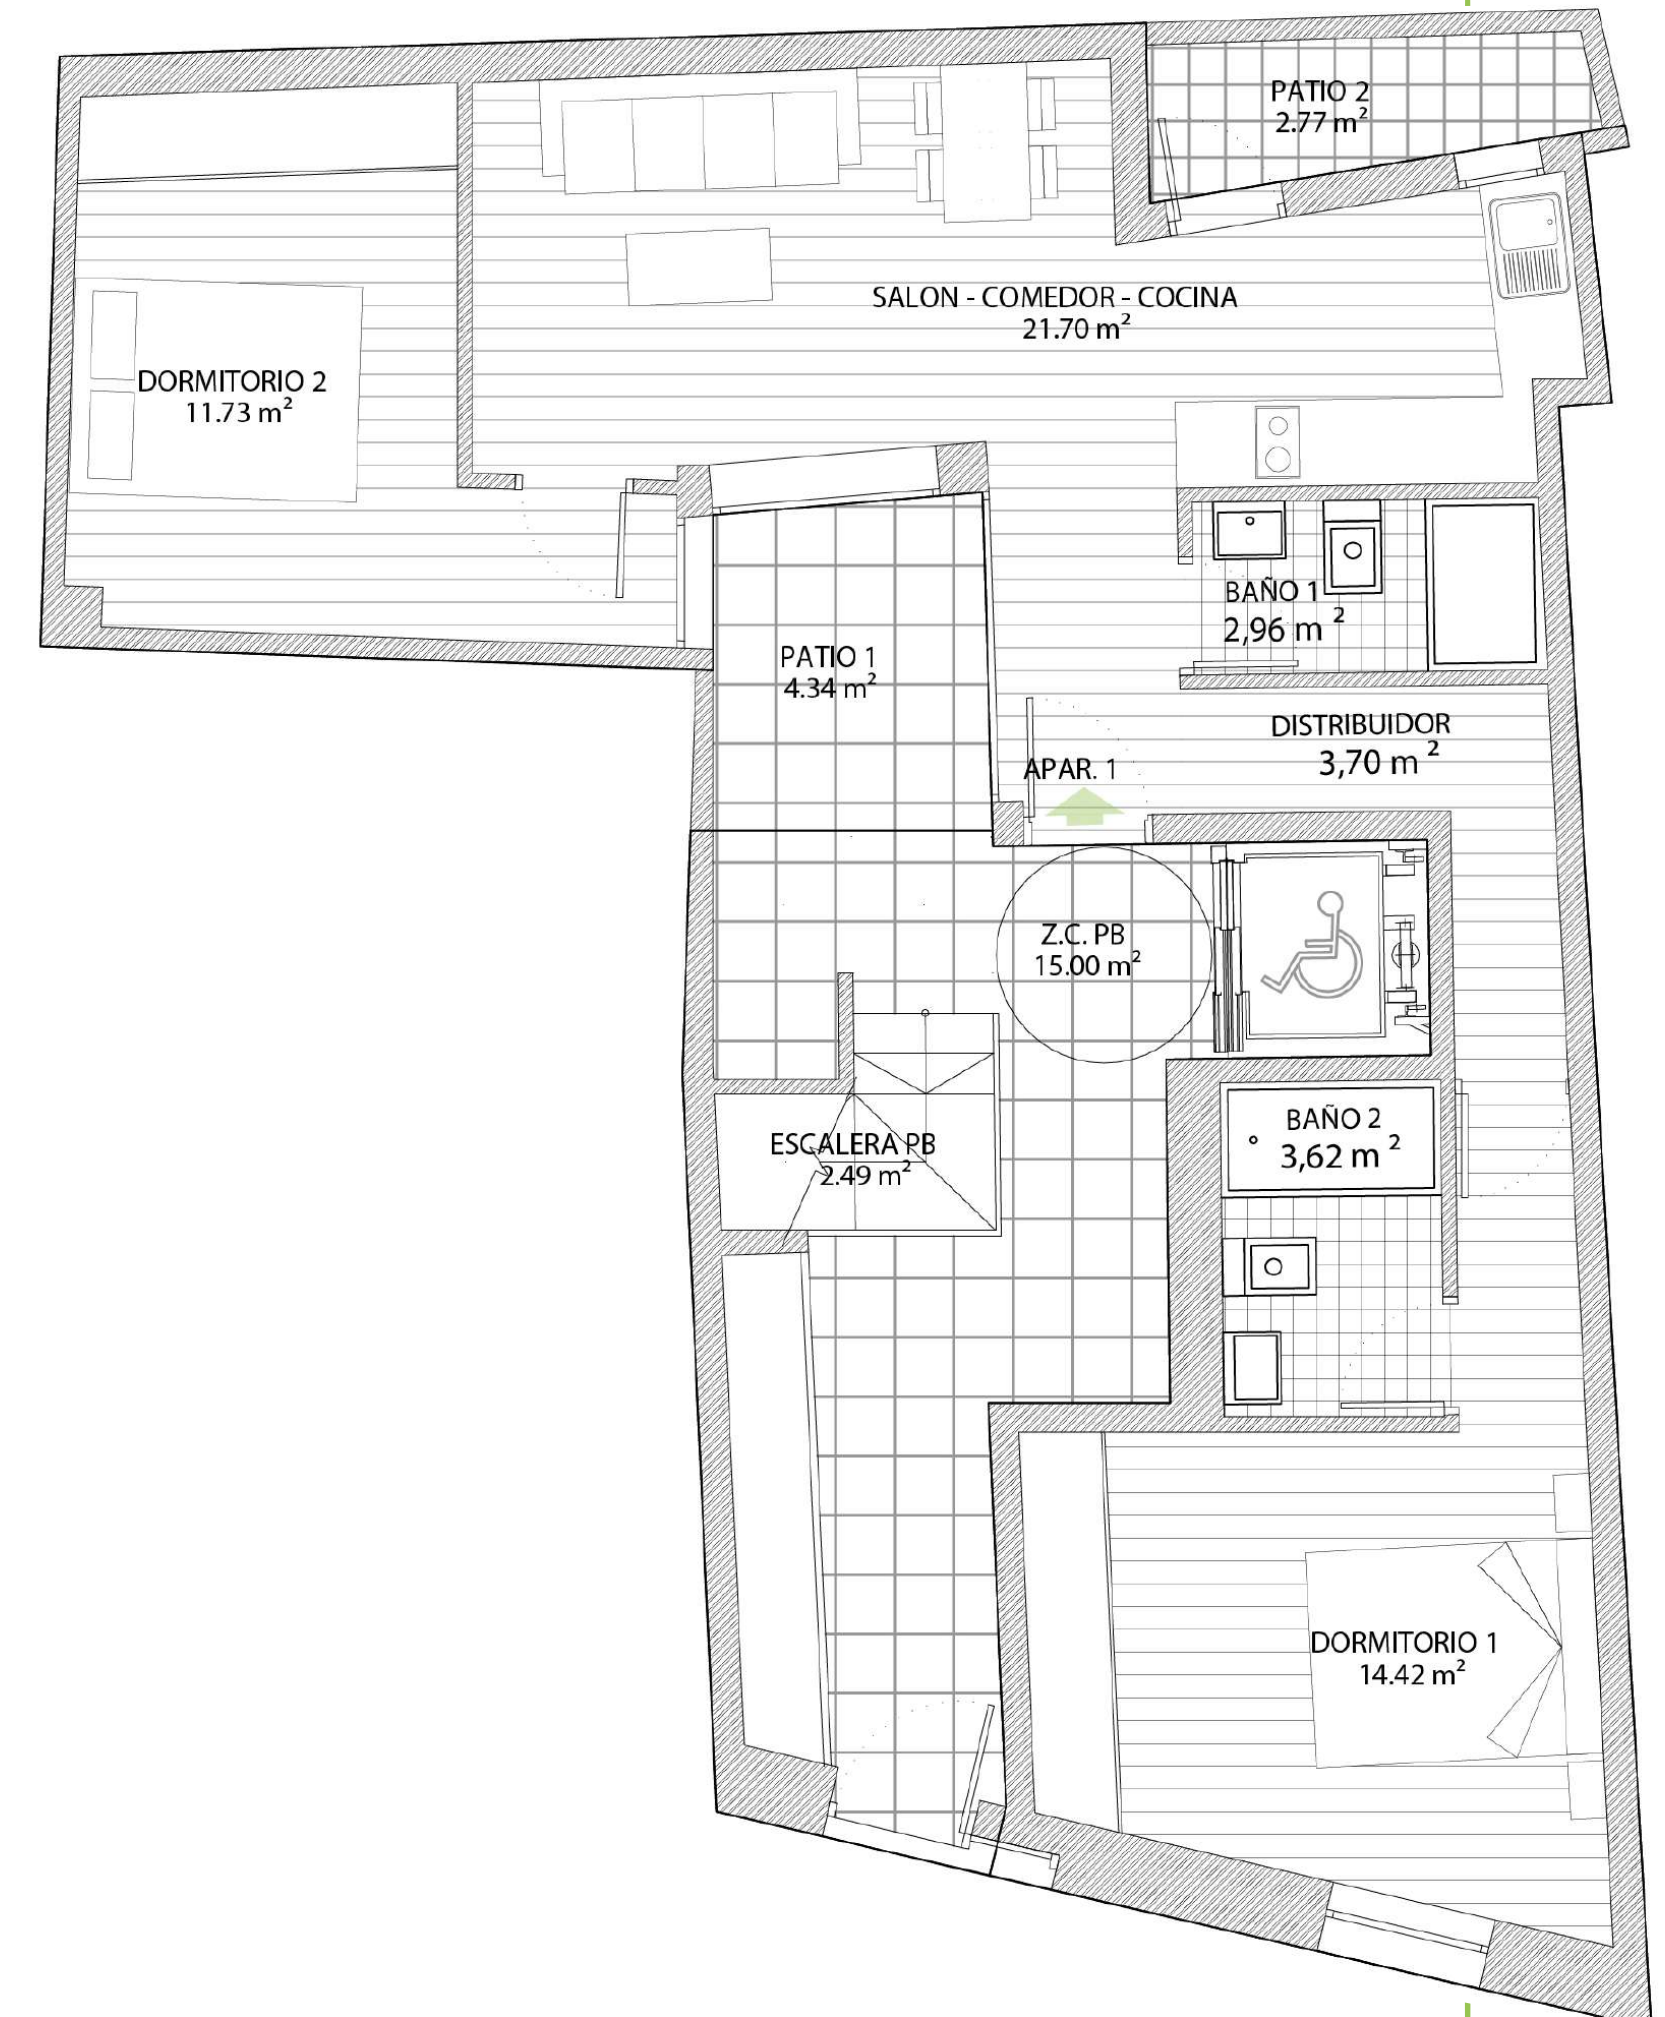 PATIO 2
2.77 m²
SALON - COMEDOR - COCINA
21.70 m²
DORMITORIO 2
11.73 m²
BAÑO 1
2,96 m ²
PATIO 1
4.34 m²
DISTRIBUIDOR
3,70 m ²
APAR. 1
Z.C. PB
15.00 m²
BAÑO 2
3,62 m ²
ESCALERA PB
2.49 m²
DORMITORIO 1
14.42 m²